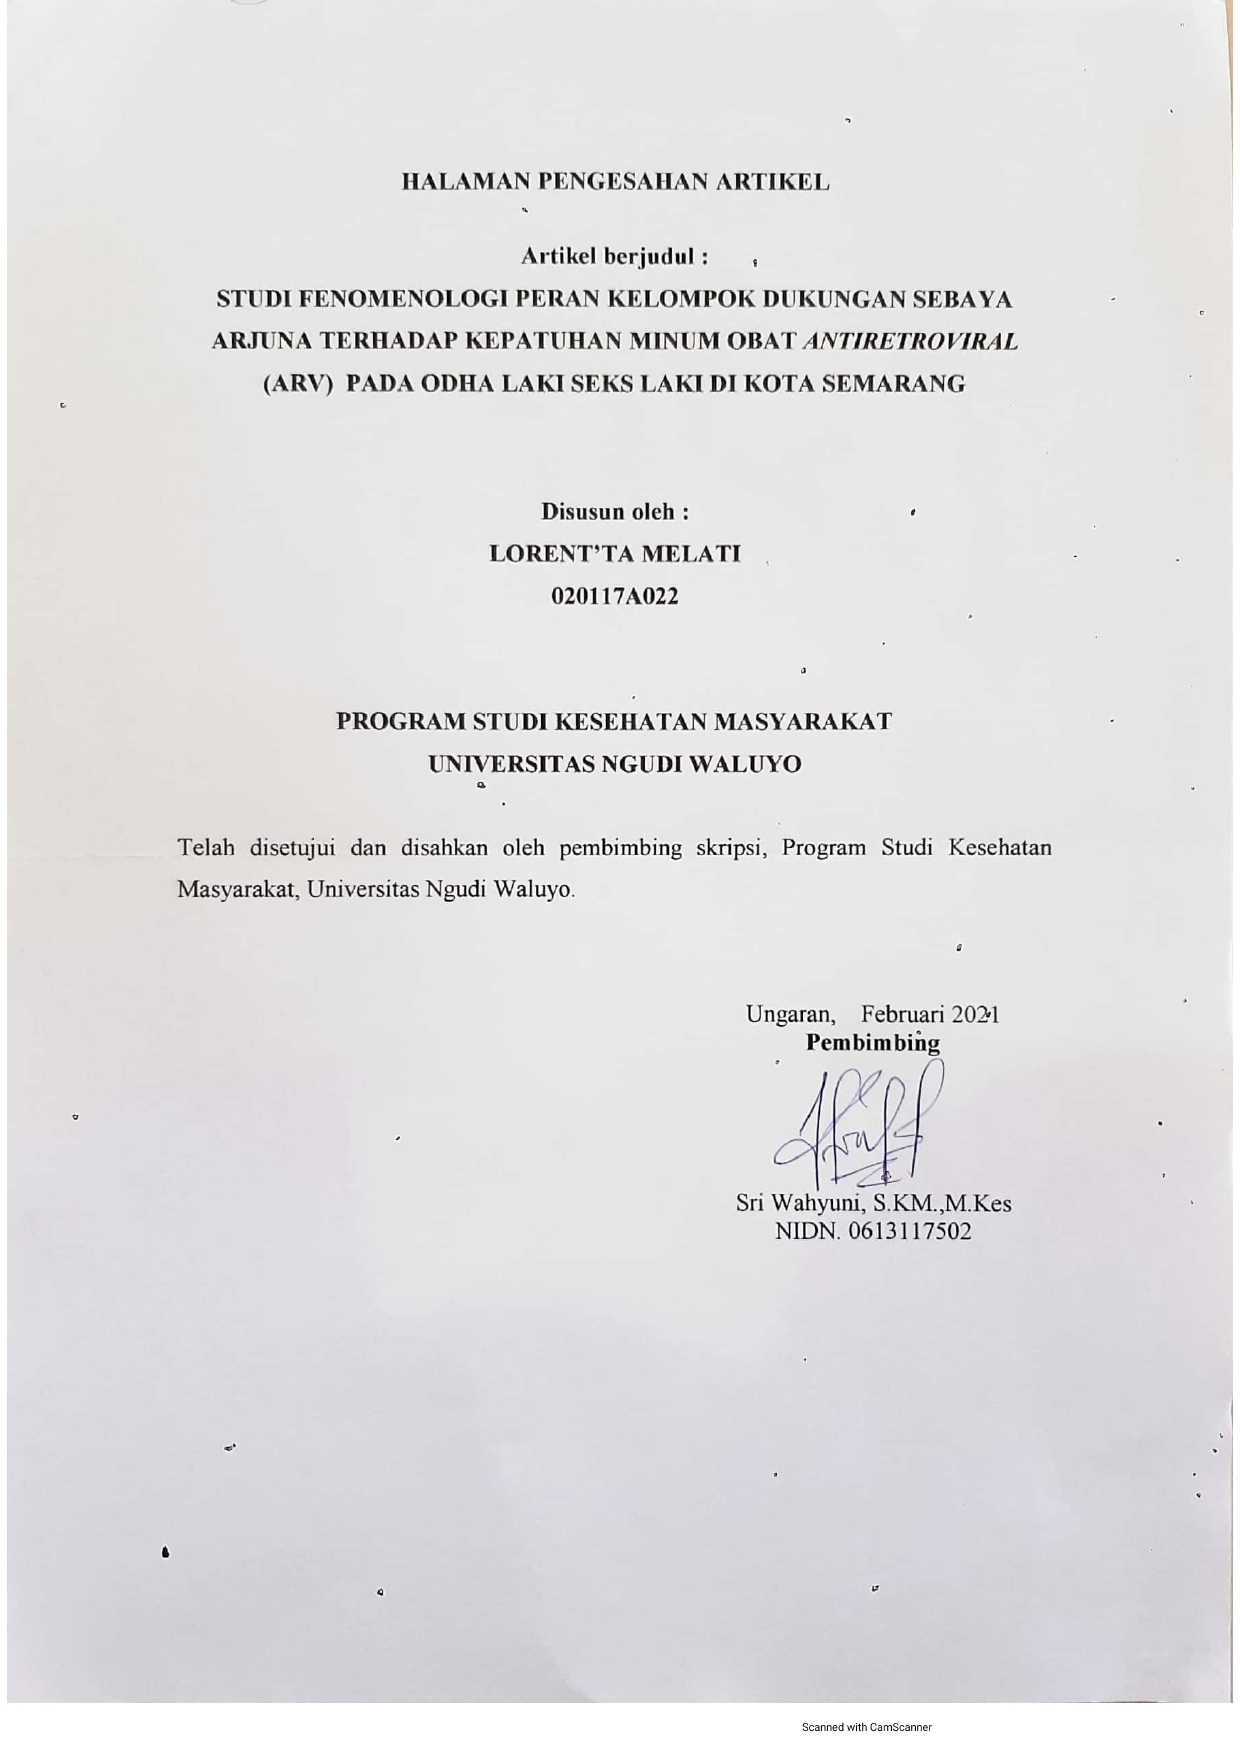 HALAMAN PENGESAHAN ARTIKEL
Artikel berjudul :
STUDI FENOMENOLOGI PERAN KELOMPOK DUKUNGAN SEBAYA
ARJUNA TERHADAP KEPATUHAN MINUM OBAT ANTIRETROVIRAL
(ARV) PADA ODHA LAKI SEKS LAKI DI KOTA SEMARANG
Disusun oleh :
LORENT’TA MELATI
020117A022
PROGRAM STUDI KESEHATAN MASYARAKAT
UNIVERSITAS NGUDI WALUYO
Telah disetujui dan disahkan oleh pembimbing skripsi, Program Studi Kesehatan
Masyarakat, Universitas Ngudi Waluyo.
Ungaran, Februari 2021
Pembimbing
Sri Wahyuni, S.KM.,M.Kes
NIDN. 0613117502
Scanned with CamScanner